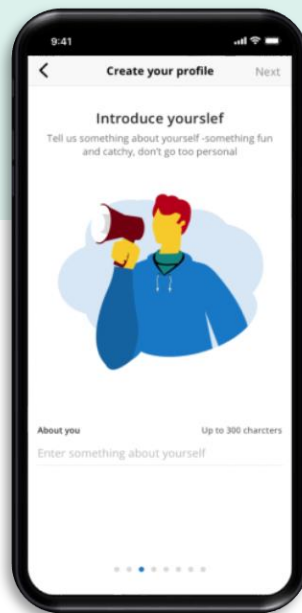 9:41
Create your profile Next
Introduce yourslef
Tell us something about yourself -something fun
and catchy, don't go too personal
About you Up to 300 charcters
Enter something about yourself